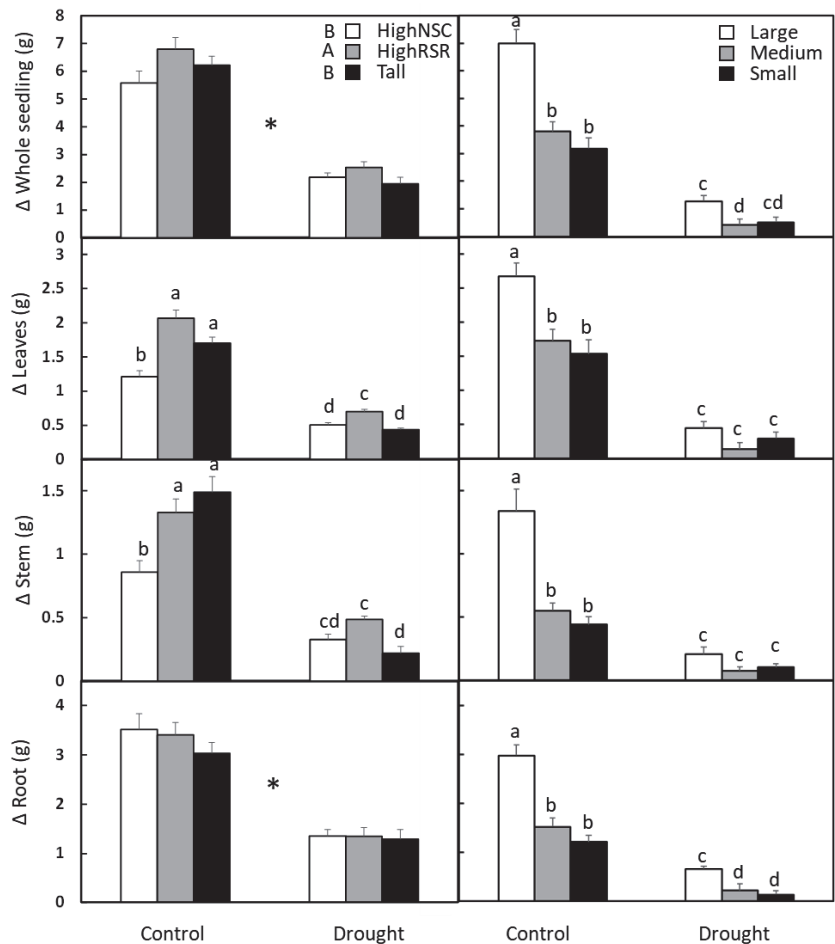 Δ Whole seedling (g)
8
7
6
5
4
3
2
1
0
B HighNSC
A HighRSR
B Tall
*
Large
Medium
Small
a
b b
c
d cd
Δ Leaves (g)
3
2.5
2
1.5
1
0.5
0
b a a
d c d
a
b b
c c c
Δ Stem (g)
1.5
1
0.5
0
b a a
cd c d
a
b b
c c c
Δ Root (g)
4
3
2
1
0
*
a
b b
c d d
Control Drought Control Drought